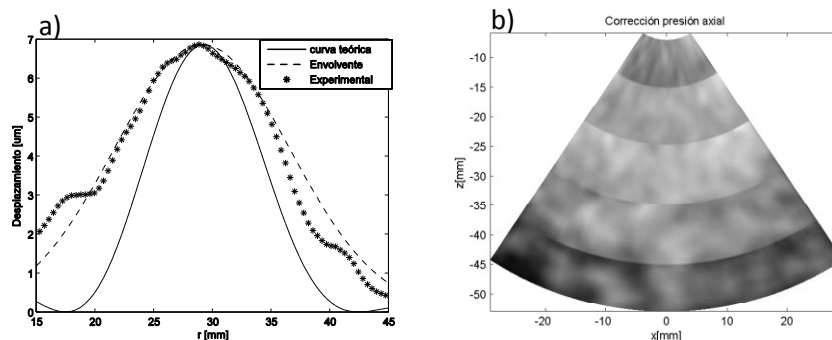 a)
curva teórica
Envolvente
Experimental
Desplazamiento [um]
7
6
5
4
3
2
1
0
15 20 25 30 35 40 45
r [mm]
b)
Corrección presión axial
z[mm]
-10
-15
-20
-25
-30
-35
-40
-45
-50
-20 -10 0 10 20
x[mm]